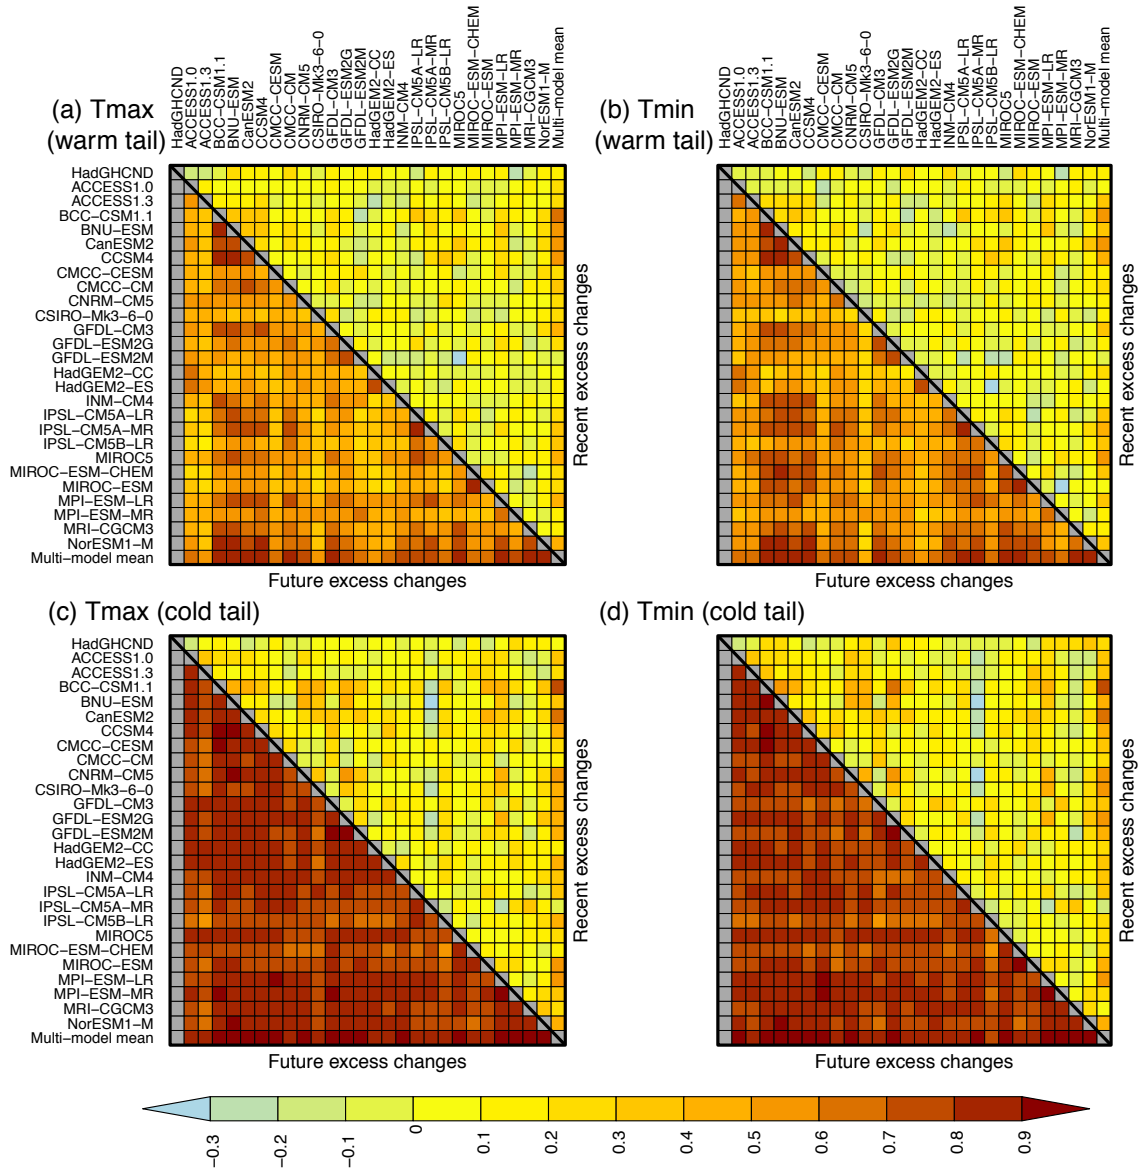 (a) Tmax
(warm tail)
HadGHCND
ACCESS1.0
ACCESS1.3
BCC−CSM1.1
BNU−ESM
CanESM2
CCSM4
CMCC−CESM
CMCC−CM
CNRM−CM5
CSIRO−Mk3−6−0
GFDL−CM3
GFDL−ESM2G
GFDL−ESM2M
HadGEM2−CC
HadGEM2−ES
INM−CM4
IPSL−CM5A−LR
IPSL−CM5A−MR
IPSL−CM5B−LR
MIROC5
MIROC−ESM−CHEM
MIROC−ESM
MPI−ESM−LR
MPI−ESM−MR
MRI−CGCM3
NorESM1−M
Multi−model mean
(b) Tmin
(warm tail)
HadGHCND
ACCESS1.0
ACCESS1.3
BCC−CSM1.1
BNU−ESM
CanESM2
CCSM4
CMCC−CESM
CMCC−CM
CNRM−CM5
CSIRO−Mk3−6−0
GFDL−CM3
GFDL−ESM2G
GFDL−ESM2M
HadGEM2−CC
HadGEM2−ES
INM−CM4
IPSL−CM5A−LR
IPSL−CM5A−MR
IPSL−CM5B−LR
MIROC5
MIROC−ESM−CHEM
MIROC−ESM
MPI−ESM−LR
MPI−ESM−MR
MRI−CGCM3
NorESM1−M
Multi−model mean
HadGHCND
ACCESS1.0
ACCESS1.3
BCC−CSM1.1
BNU−ESM
CanESM2
CCSM4
CMCC−CESM
CMCC−CM
CNRM−CM5
CSIRO−Mk3−6−0
GFDL−CM3
GFDL−ESM2G
GFDL−ESM2M
HadGEM2−CC
HadGEM2−ES
INM−CM4
IPSL−CM5A−LR
IPSL−CM5A−MR
IPSL−CM5B−LR
MIROC5
MIROC−ESM−CHEM
MIROC−ESM
MPI−ESM−LR
MPI−ESM−MR
MRI−CGCM3
NorESM1−M
Multi−model mean
Recent excess changes
Recent excess changes
Future excess changes
Future excess changes
(c) Tmax (cold tail)
(d) Tmin (cold tail)
HadGHCND
ACCESS1.0
ACCESS1.3
BCC−CSM1.1
BNU−ESM
CanESM2
CCSM4
CMCC−CESM
CMCC−CM
CNRM−CM5
CSIRO−Mk3−6−0
GFDL−CM3
GFDL−ESM2G
GFDL−ESM2M
HadGEM2−CC
HadGEM2−ES
INM−CM4
IPSL−CM5A−LR
IPSL−CM5A−MR
IPSL−CM5B−LR
MIROC5
MIROC−ESM−CHEM
MIROC−ESM
MPI−ESM−LR
MPI−ESM−MR
MRI−CGCM3
NorESM1−M
Multi−model mean
Recent excess changes
Recent excess changes
Future excess changes
Future excess changes
−0.3
−0.2
−0.1
0
0.1
0.2
0.3
0.4
0.5
0.6
0.7
0.8
0.9